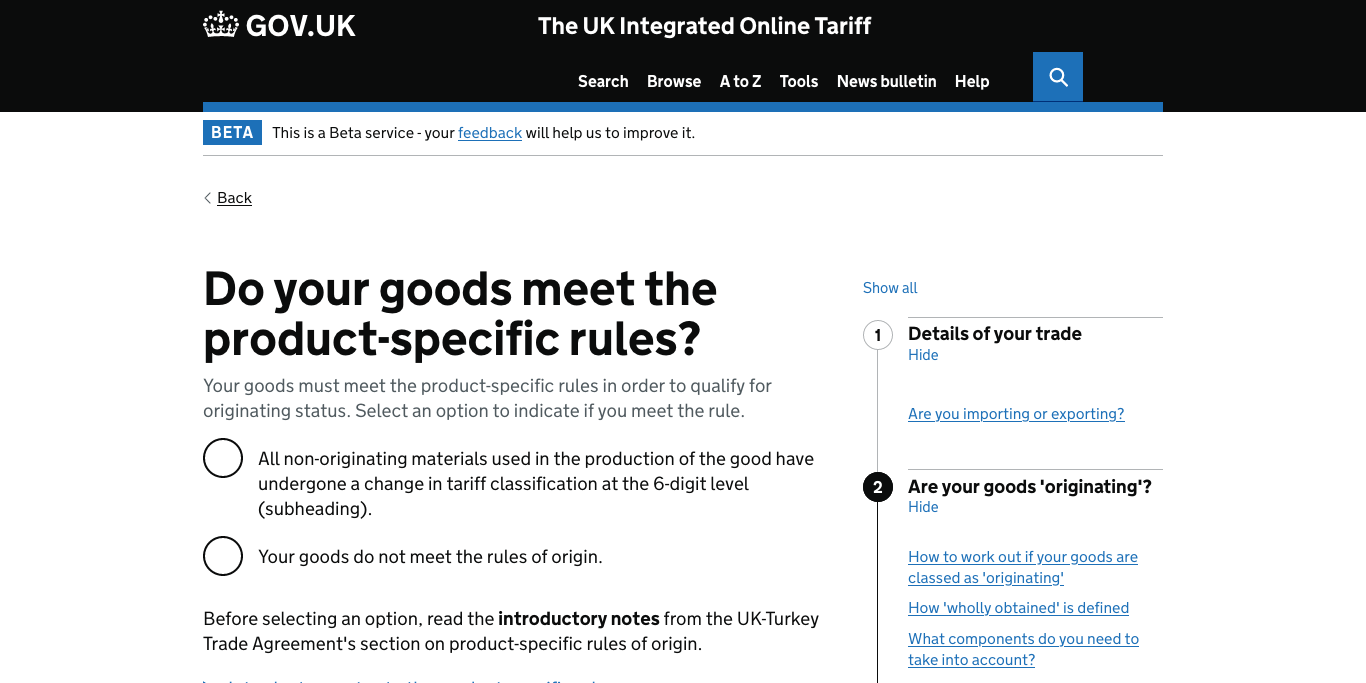 GOV.UK
The UK Integrated Online Tariff
Search Browse A to Z Tools News bulletin Help
BETA This is a Beta service - your feedback will help us to improve it.
Back
Do your goods meet the
product-specific rules?
Your goods must meet the product-specific rules in order to qualify for
originating status. Select an option to indicate if you meet the rule.
All non-originating materials used in the production of the good have
undergone a change in tariff classification at the 6-digit level
(subheading).
Your goods do not meet the rules of origin.
Before selecting an option, read the introductory notes from the UK-Turkey
Trade Agreement's section on product-specific rules of origin.
Show all
1 Details of your trade
Hide
Are you importing or exporting?
2 Are your goods 'originating'?
Hide
How to work out if your goods are
classed as 'originating'
How 'wholly obtained' is defined
What components do you need to
take into account?